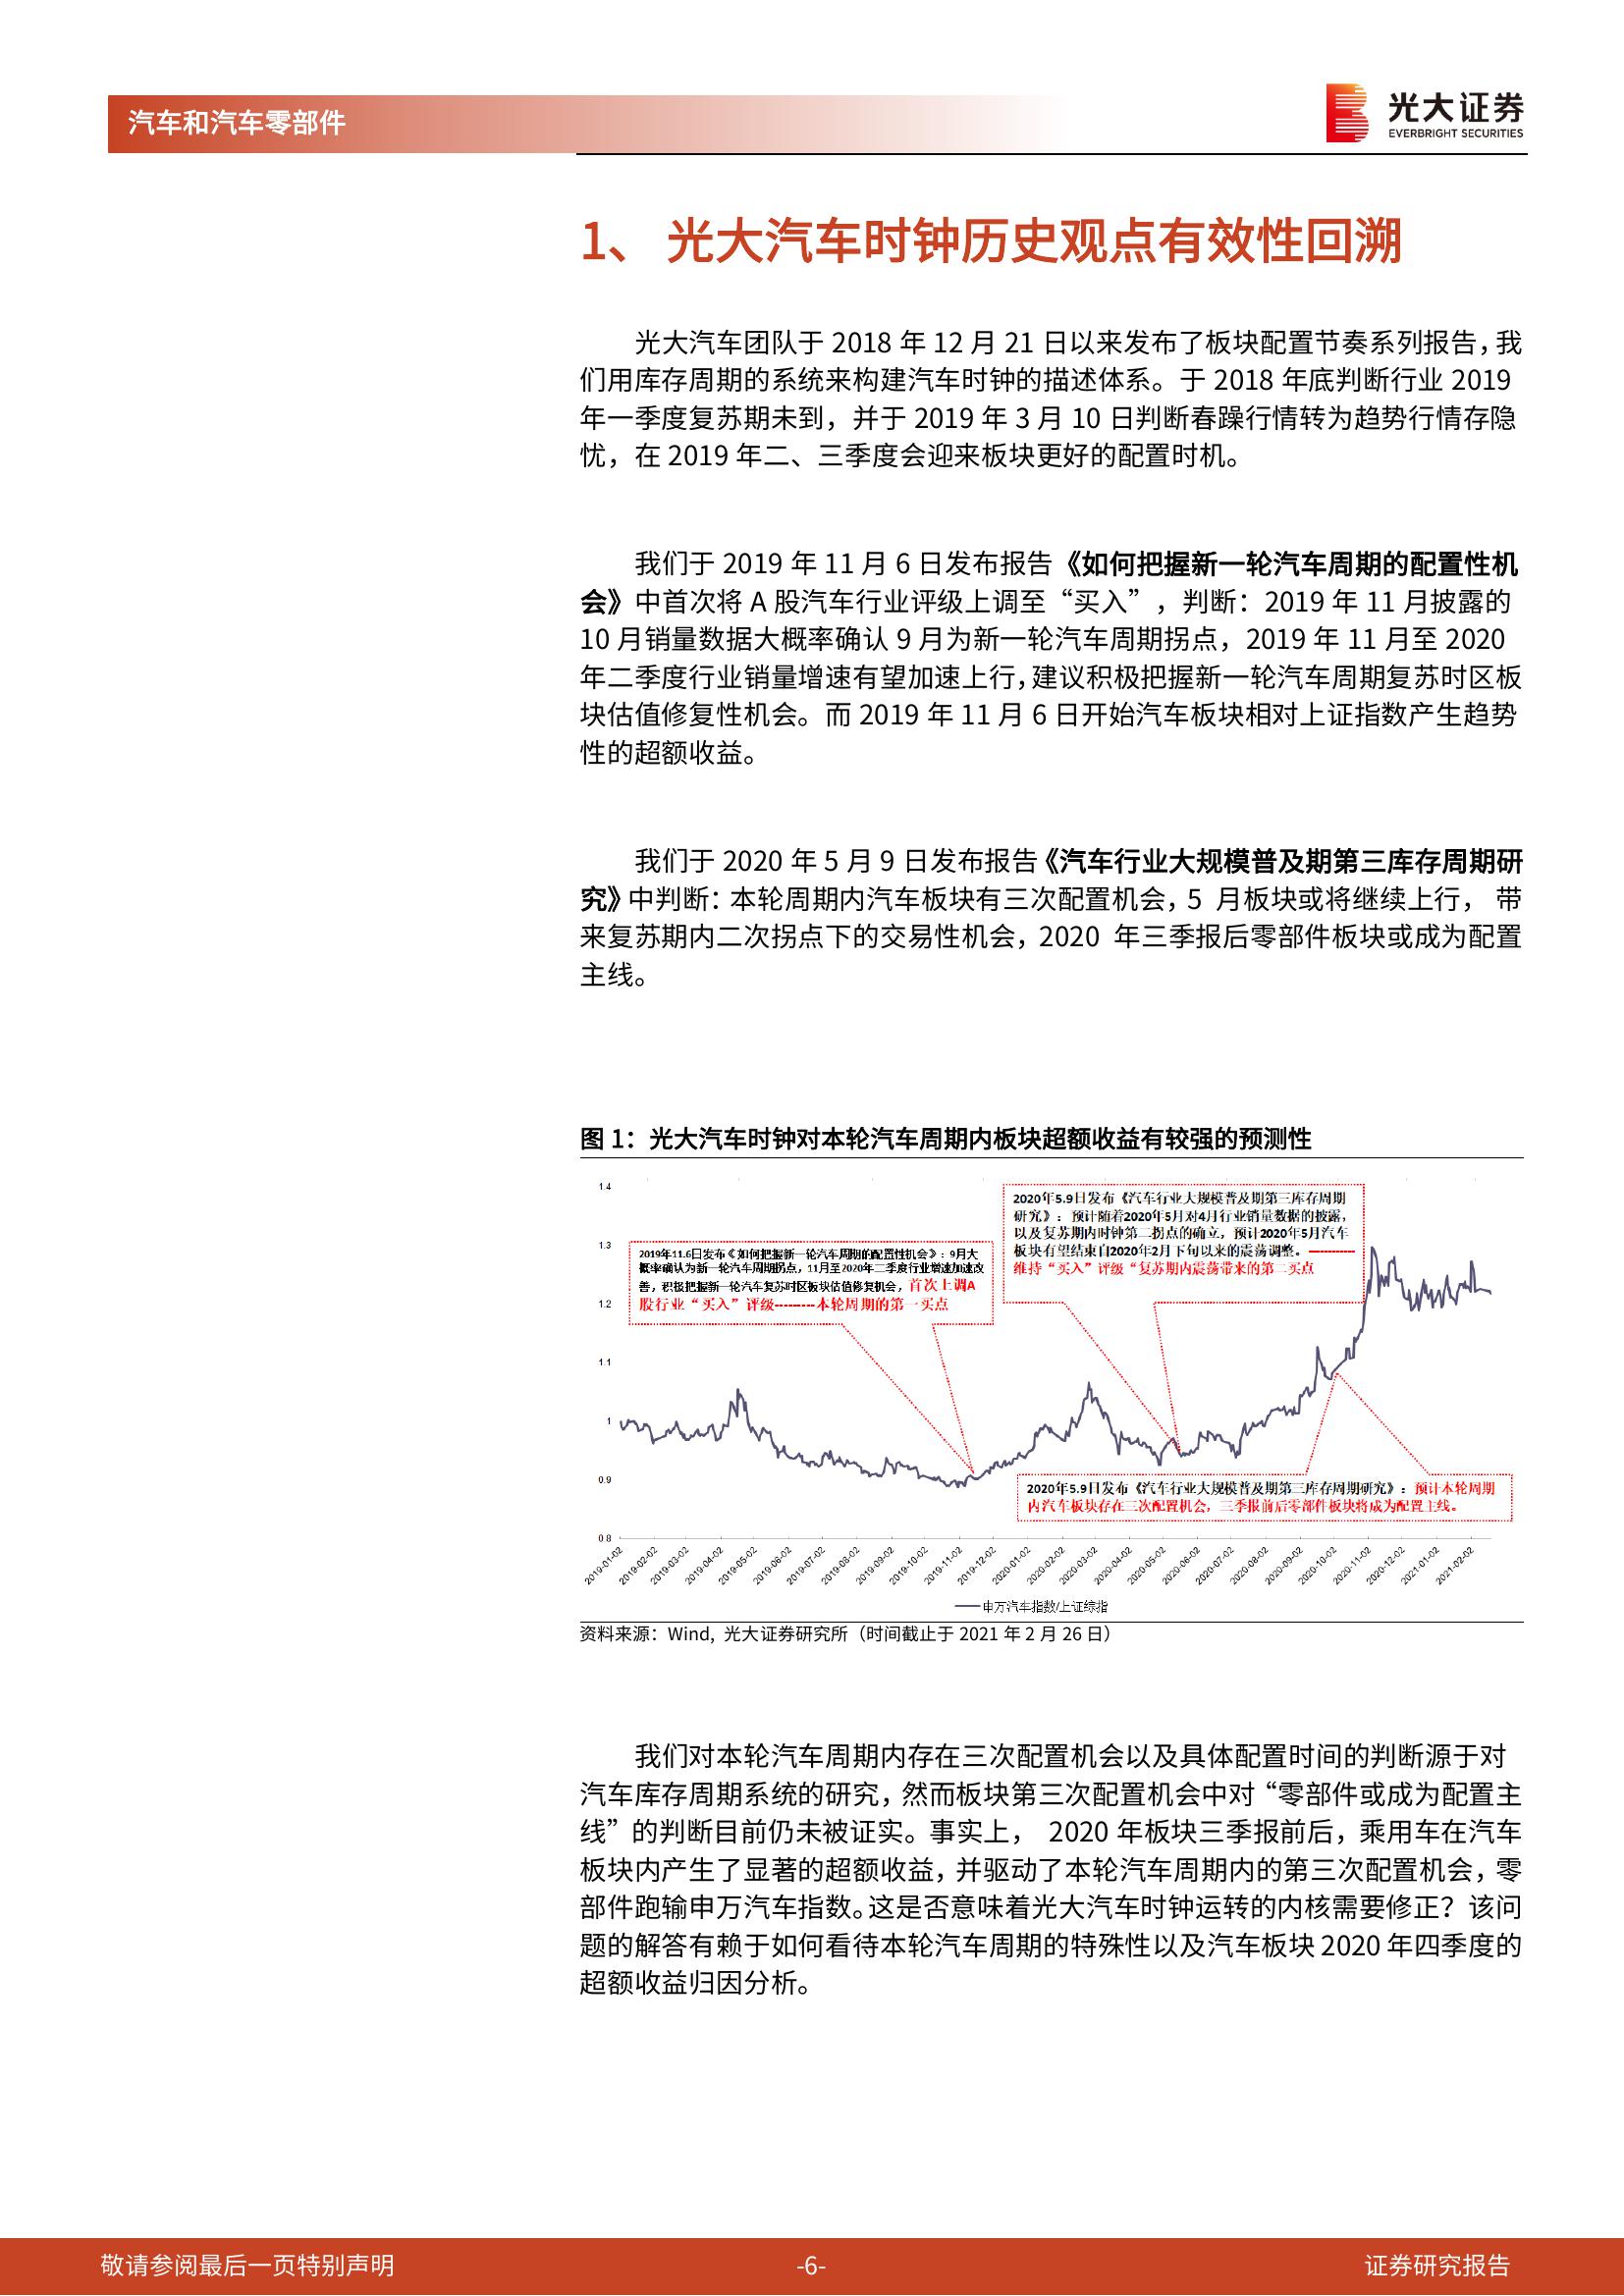 汽车和汽车零部件
光大证券
EVERBRIGHT SECURITIES
1、 光大汽车时钟历史观点有效性回溯
光大汽车团队于 2018 年 12 月 21 日以来发布了板块配置节奏系列报告，我
们用库存周期的系统来构建汽车时钟的描述体系。于 2018 年底判断行业 2019
年一季度复苏期未到，并于 2019 年 3 月 10 日判断春躁行情转为趋势行情存隐
忧，在 2019 年二、三季度会迎来板块更好的配置时机。
我们于 2019 年 11 月 6 日发布报告《如何把握新一轮汽车周期的配置性机
会》中首次将 A 股汽车行业评级上调至“买入”，判断：2019 年 11 月披露的
10 月销量数据大概率确认 9 月为新一轮汽车周期拐点，2019 年 11 月至 2020
年二季度行业销量增速有望加速上行，建议积极把握新一轮汽车周期复苏时区板
块估值修复性机会。而 2019 年 11 月 6 日开始汽车板块相对上证指数产生趋势
性的超额收益。
我们于 2020 年 5 月 9 日发布报告《汽车行业大规模普及期第三库存周期研
究》中判断：本轮周期内汽车板块有三次配置机会，5 月板块或将继续上行， 带
来复苏期内二次拐点下的交易性机会，2020 年三季报后零部件板块或成为配置
主线。
图 1：光大汽车时钟对本轮汽车周期内板块超额收益有较强的预测性
1.4
1.3
1.2
1.1
1
0.9
0.8
2019年11.6日发布《如何把握新一轮汽车周期的配置性机会》：9月大
概率确认为新一轮汽车周期拐点，11月至2020年二季度行业增速加速改
善，积极把握新一轮汽车复苏时区板块估值修复机会，首次上调A
股行业“买入”评级--------本轮周期的第一买点
2020年5.9日发布《汽车行业大规模普及期第三库存周期
研究》：预计随着2020年5月对4月行业销量数据的披露，
以及复苏期内时钟第二拐点的确立，预计2020年5月汽车
板块有望结束自2020年2月下旬以来的震荡调整。----------
维持“买入”评级“复苏期内震荡带来的第二买点
2020年5.9日发布《汽车行业大规模普及期第三库存周期研究》：预计本轮周期
内汽车板块存在三次配置机会，三季报前后零部件板块将成为配置主线。
2019-01-02
2019-02-02
2019-03-02
2019-04-02
2019-05-02
2019-06-02
2019-07-02
2019-08-02
2019-09-02
2019-10-02
2019-11-02
2019-12-02
2020-01-02
2020-02-02
2020-03-02
2020-04-02
2020-05-02
2020-06-02
2020-07-02
2020-08-02
2020-09-02
2020-10-02
2020-11-02
2020-12-02
2021-01-02
2021-02-02
申万汽车指数/上证综指
资料来源：Wind, 光大证券研究所（时间截止于 2021 年 2 月 26 日）
我们对本轮汽车周期内存在三次配置机会以及具体配置时间的判断源于对
汽车库存周期系统的研究，然而板块第三次配置机会中对“零部件或成为配置主
线”的判断目前仍未被证实。事实上， 2020 年板块三季报前后，乘用车在汽车
板块内产生了显著的超额收益，并驱动了本轮汽车周期内的第三次配置机会，零
部件跑输申万汽车指数。这是否意味着光大汽车时钟运转的内核需要修正？该问
题的解答有赖于如何看待本轮汽车周期的特殊性以及汽车板块 2020 年四季度的
超额收益归因分析。
敬请参阅最后一页特别声明
-6-
证券研究报告